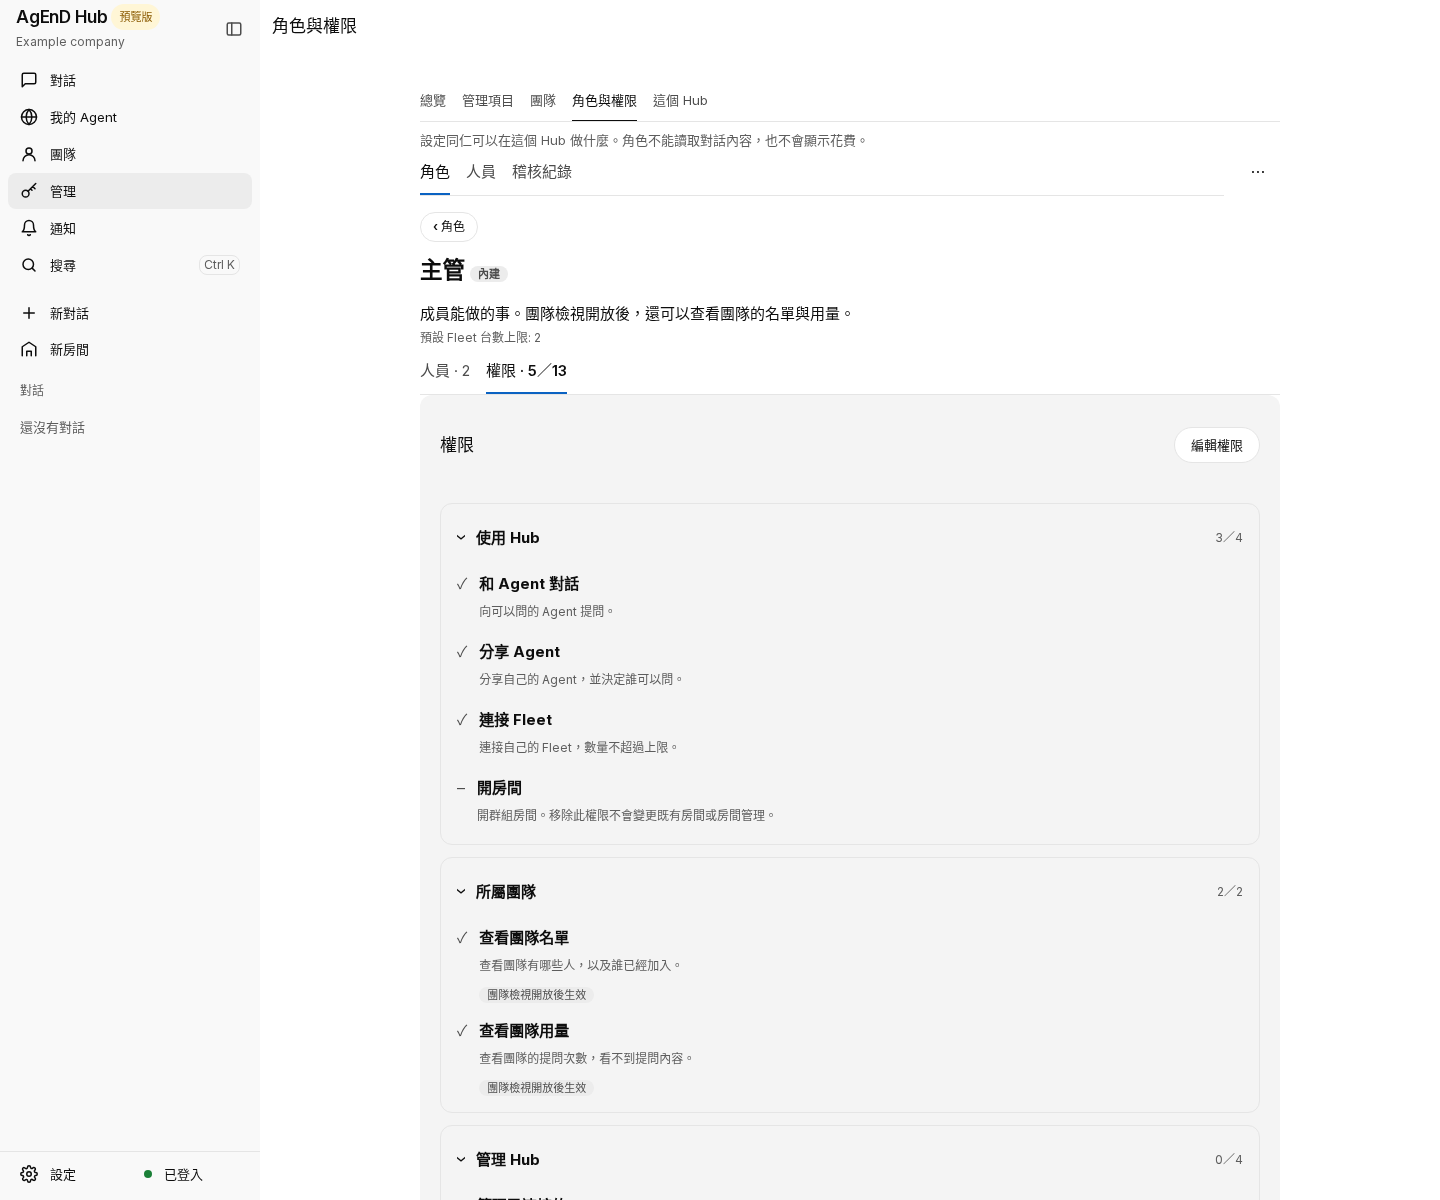 AgEnD Hub 預覽版
Example company
對話
我的 Agent
團隊
管理
通知
搜尋 Ctrl K
新對話
新房間
對話
還沒有對話
設定 已登入
角色與權限
總覽 管理項目 團隊 角色與權限 這個 Hub
設定同仁可以在這個 Hub 做什麼。角色不能讀取對話內容，也不會顯示花費。
角色 人員 稽核紀錄 ···
‹ 角色
主管 內建
成員能做的事。團隊檢視開放後，還可以查看團隊的名單與用量。
預設 Fleet 台數上限: 2
人員 · 2 權限 · 5／13
權限 編輯權限
使用 Hub 3／4
✓ 和 Agent 對話
向可以問的 Agent 提問。
✓ 分享 Agent
分享自己的 Agent，並決定誰可以問。
✓ 連接 Fleet
連接自己的 Fleet，數量不超過上限。
– 開房間
開群組房間。移除此權限不會變更既有房間或房間管理。
所屬團隊 2／2
✓ 查看團隊名單
查看團隊有哪些人，以及誰已經加入。
團隊檢視開放後生效
✓ 查看團隊用量
查看團隊的提問次數，看不到提問內容。
團隊檢視開放後生效
管理 Hub 0／4